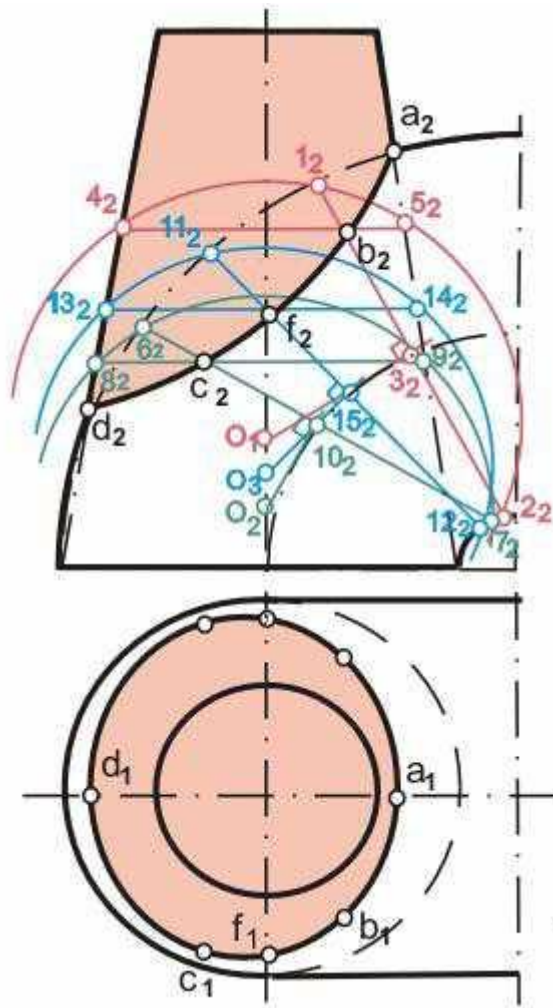 a₂
1₂
4₂
5₂
11₂
b₂
13₂
14₂
f₂
6₂
8₂
c₂
3₂
9₂
d₂
15₂
O₁
10₂
O₃
O₂
2₂
12₂
7₂
d₁
a₁
f₁
b₁
c₁